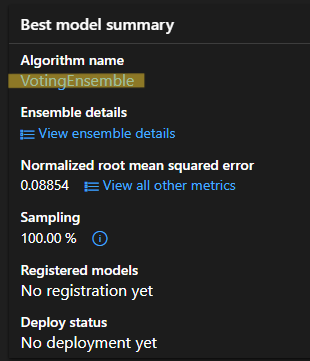 Best model summary
Algorithm name
VotingEnsemble
Ensemble details
View ensemble details
Normalized root mean squared error
0.08854 View all other metrics
Sampling
100.00 %
Registered models
No registration yet
Deploy status
No deployment yet